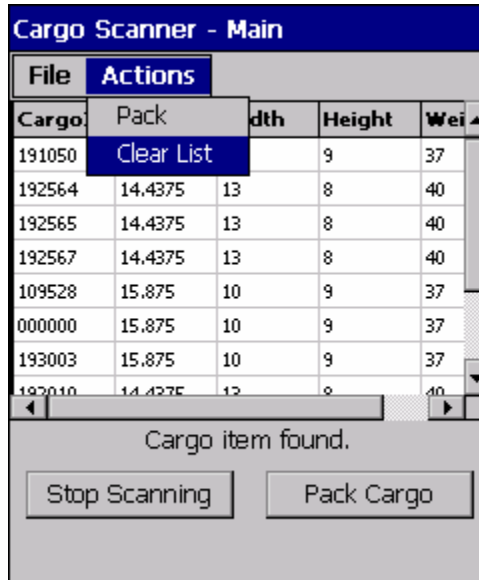 Cargo Scanner - Main
File Actions
Pack
Clear List
Height
191050 9 37
192564 14.4375 13 8 40
192565 14.4375 13 8 40
192567 14.4375 13 8 40
109528 15.875 10 9 37
000000 15.875 10 9 37
193003 15.875 10 9 37
Cargo item found.
Stop Scanning Pack Cargo